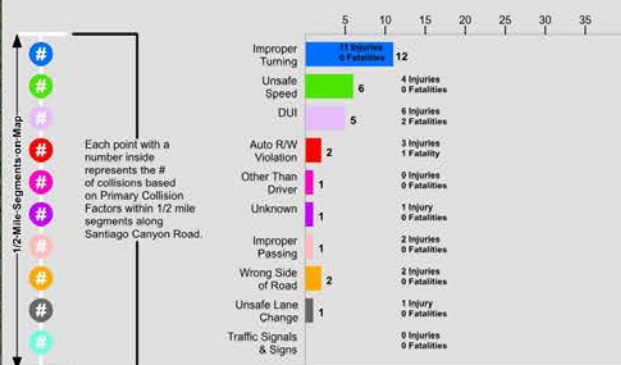 5 10 15 20 25 30 35
1/2-Mile-Segments-on-Map
#
#
#
#
#
#
#
#
#
#
Each point with a
number inside
represents the #
of collisions based
on Primary Collision
Factors within 1/2 mile
segments along
Santiago Canyon Road.
Improper
Turning
11 Injuries
0 Fatalities
12
Unsafe
Speed
6
4 Injuries
0 Fatalities
DUI
5
6 Injuries
2 Fatalities
Auto R/W
Violation
2
3 Injuries
1 Fatality
Other Than
Driver
1
0 Injuries
0 Fatalities
Unknown
1
1 Injury
0 Fatalities
Improper
Passing
1
2 Injuries
0 Fatalities
Wrong Side
of Road
2
2 Injuries
0 Fatalities
Unsafe Lane
Change
1
1 Injury
0 Fatalities
Traffic Signals
& Signs
0 Injuries
0 Fatalities